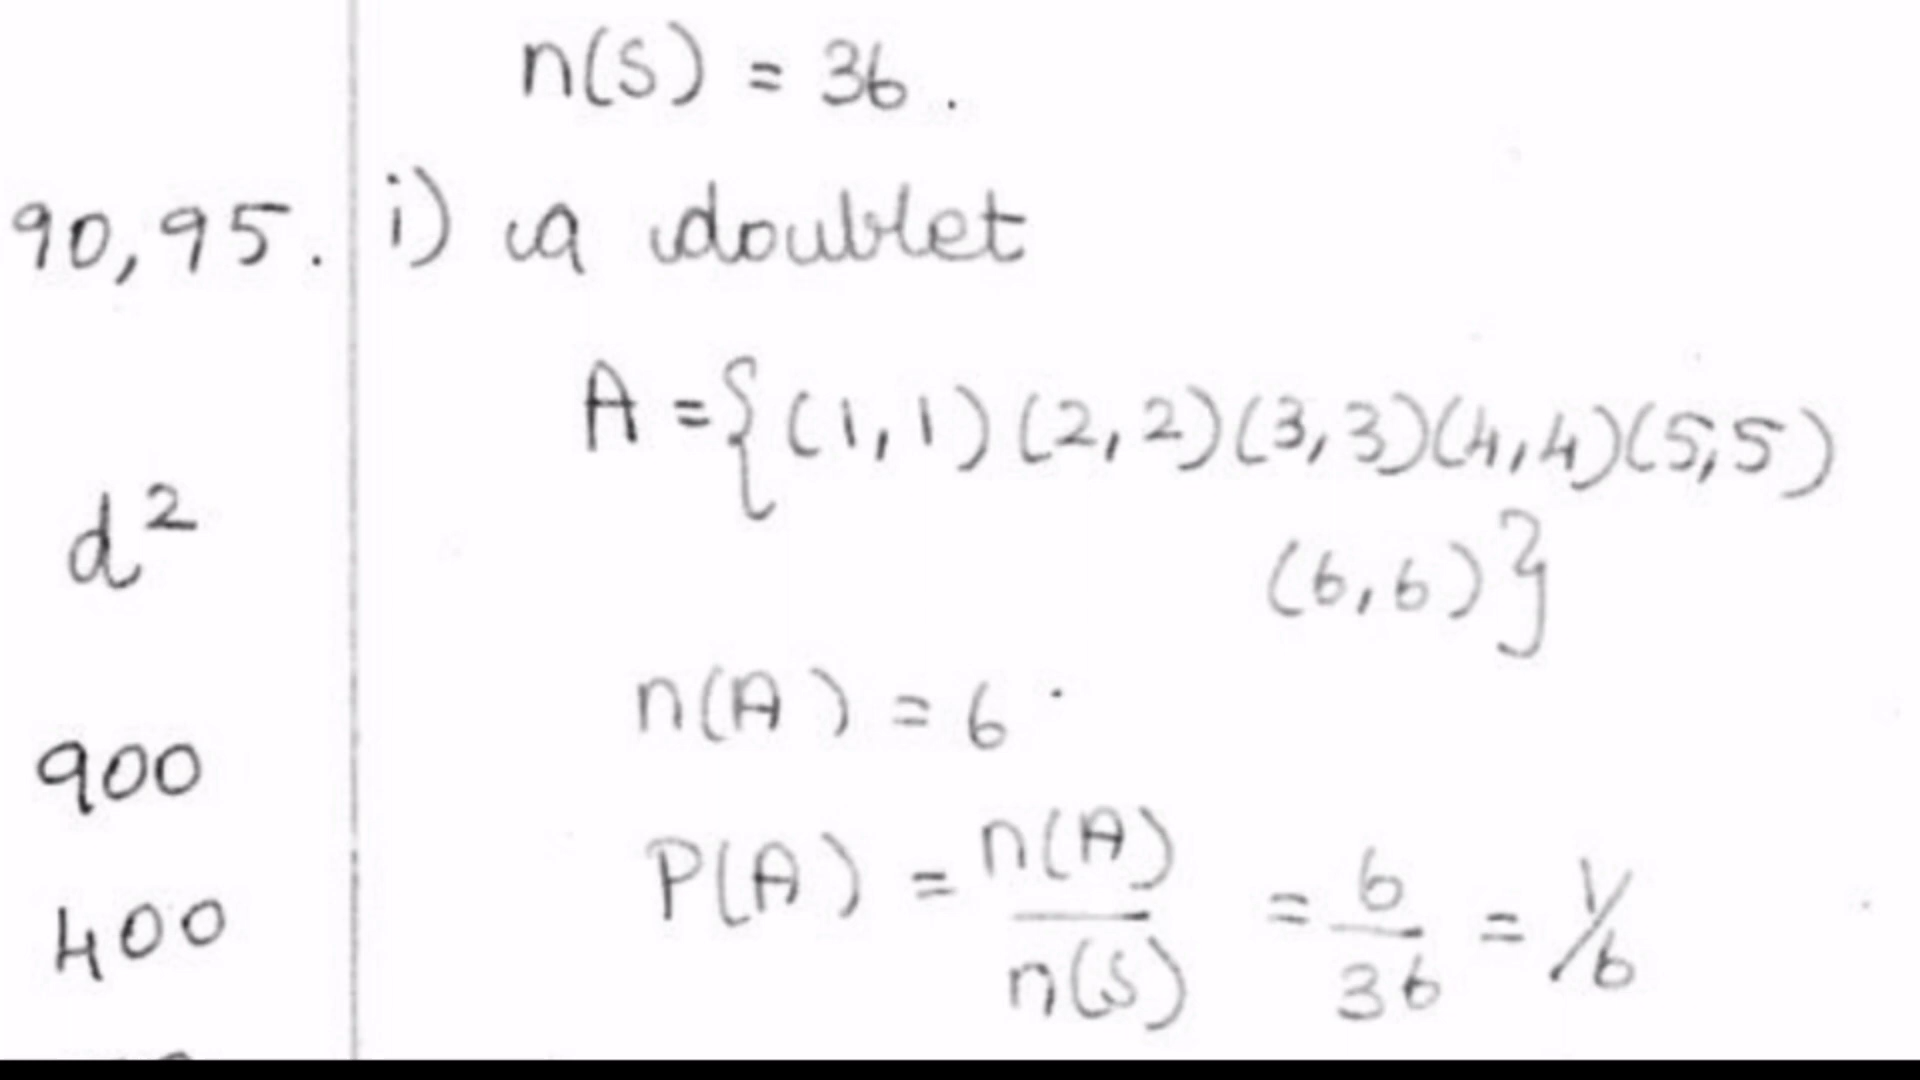 n(S) = 36.
90,95.
i) a doublet
A = {(1,1)(2,2)(3,3)(4,4)(5,5)
(6,6)}
d²
n(A) = 6.
900
P(A) = n(A)/n(S) = 6/36 = 1/6
400